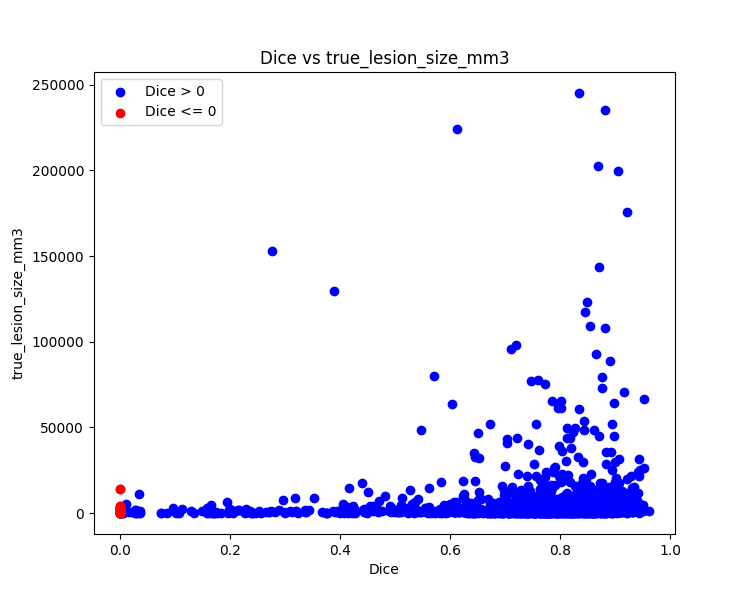 Dice vs true_lesion_size_mm3
Dice > 0
Dice <= 0
250000
200000
150000
100000
50000
0
true_lesion_size_mm3
0.0 0.2 0.4 0.6 0.8 1.0
Dice